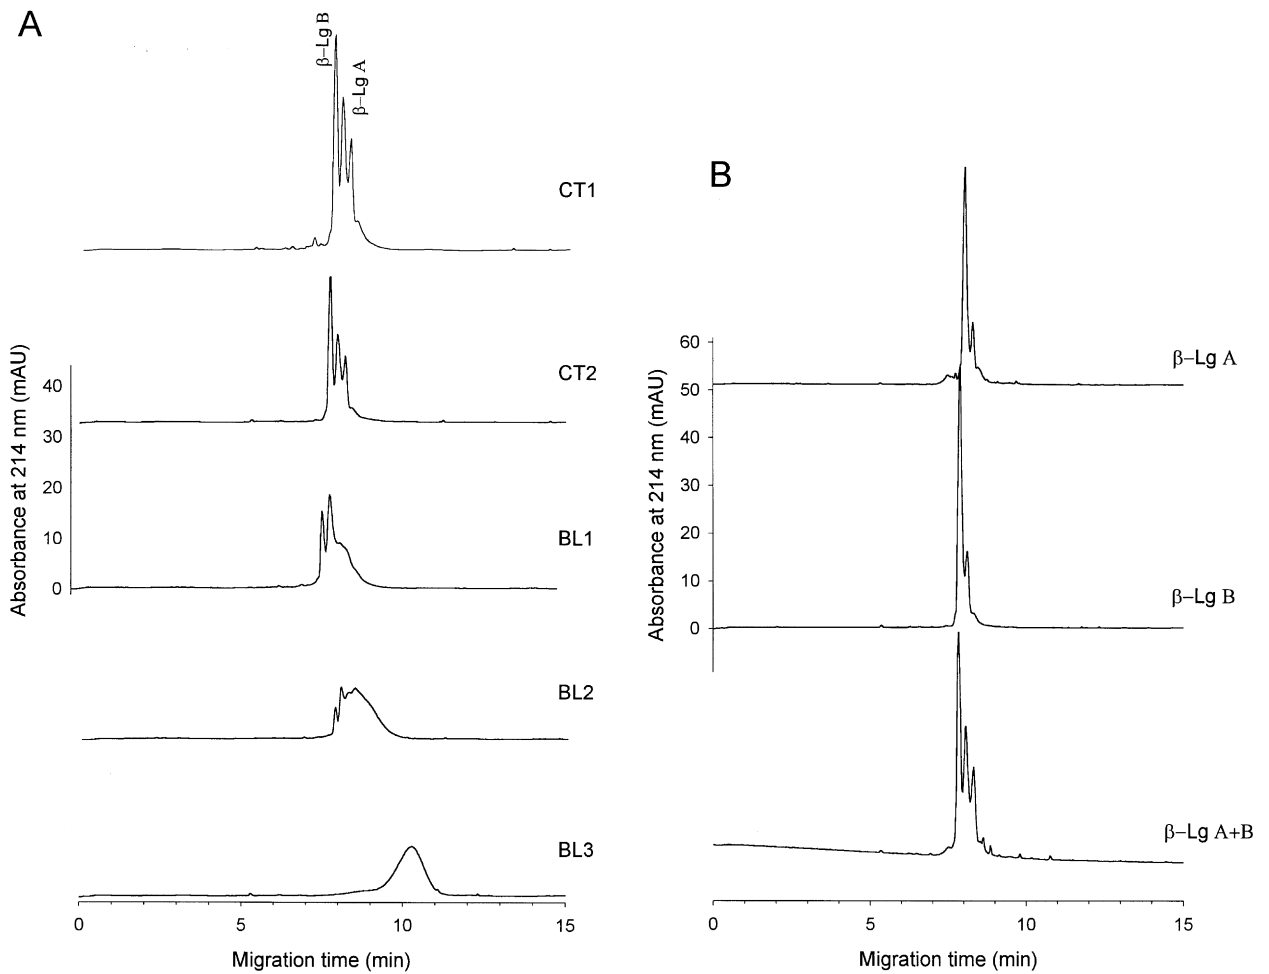 A
β–Lg B
β–Lg A
CT1
CT2
BL1
BL2
BL3
Absorbance at 214 nm (mAU)
40
30
20
10
0
0 5 10 15
Migration time (min)
B
β–Lg A
β–Lg B
β–Lg A+B
Absorbance at 214 nm (mAU)
60
50
40
30
20
10
0
0 5 10 15
Migration time (min)